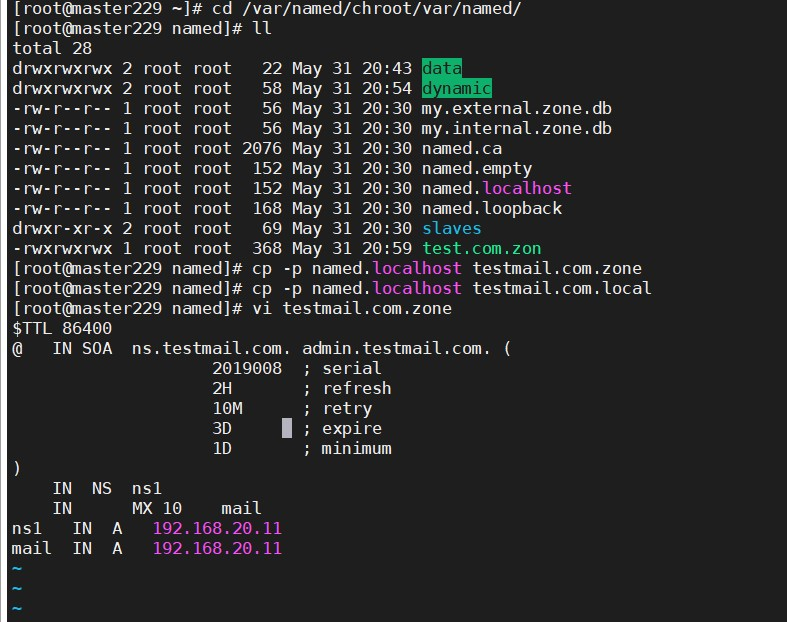 [root@master229 ~]# cd /var/named/chroot/var/named/
[root@master229 named]# ll
total 28
drwxrwxrwx 2 root root   22 May 31 20:43 data
drwxrwxrwx 2 root root   58 May 31 20:54 dynamic
-rw-r--r-- 1 root root   56 May 31 20:30 my.external.zone.db
-rw-r--r-- 1 root root   56 May 31 20:30 my.internal.zone.db
-rw-r--r-- 1 root root 2076 May 31 20:30 named.ca
-rw-r--r-- 1 root root  152 May 31 20:30 named.empty
-rw-r--r-- 1 root root  152 May 31 20:30 named.localhost
-rw-r--r-- 1 root root  168 May 31 20:30 named.loopback
drwxr-xr-x 2 root root   69 May 31 20:30 slaves
-rwxrwxrwx 1 root root  368 May 31 20:59 test.com.zon
[root@master229 named]# cp -p named.localhost testmail.com.zone
[root@master229 named]# cp -p named.localhost testmail.com.local
[root@master229 named]# vi testmail.com.zone
$TTL 86400
@   IN SOA  ns.testmail.com. admin.testmail.com. (
                    2019008  ; serial
                    2H       ; refresh
                    10M      ; retry
                    3D       ; expire
                    1D       ; minimum
)
    IN  NS  ns1
    IN      MX 10    mail
ns1   IN  A   192.168.20.11
mail  IN  A   192.168.20.11
~
~
~